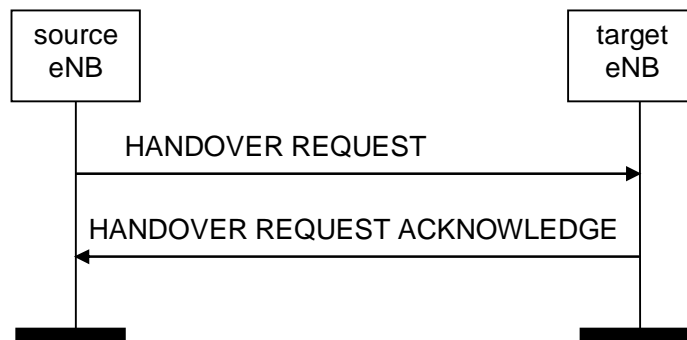 source
eNB
target
eNB
HANDOVER REQUEST
HANDOVER REQUEST ACKNOWLEDGE